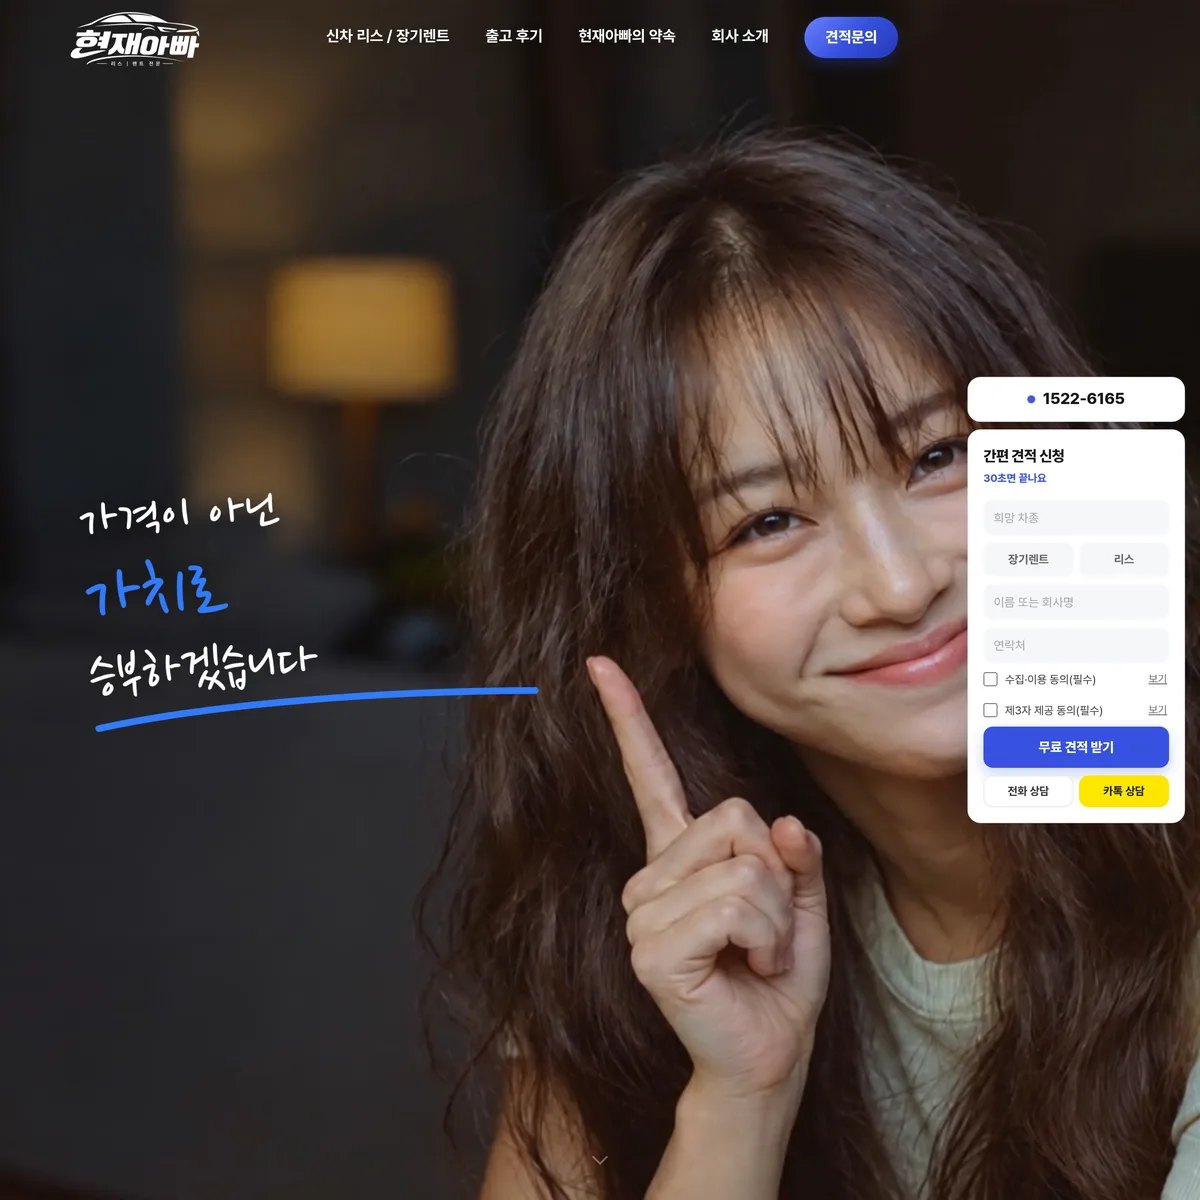 현재아빠
리스 | 렌트 전문
신차 리스 / 장기렌트
출고 후기
현재아빠의 약속
회사 소개
견적문의
가격이 아닌
가치로
승부하겠습니다
1522-6165
간편 견적 신청
30초면 끝나요
희망 차종
장기렌트
리스
이름 또는 회사명
연락처
수집·이용 동의(필수)
보기
제3자 제공 동의(필수)
보기
무료 견적 받기
전화 상담
카톡 상담